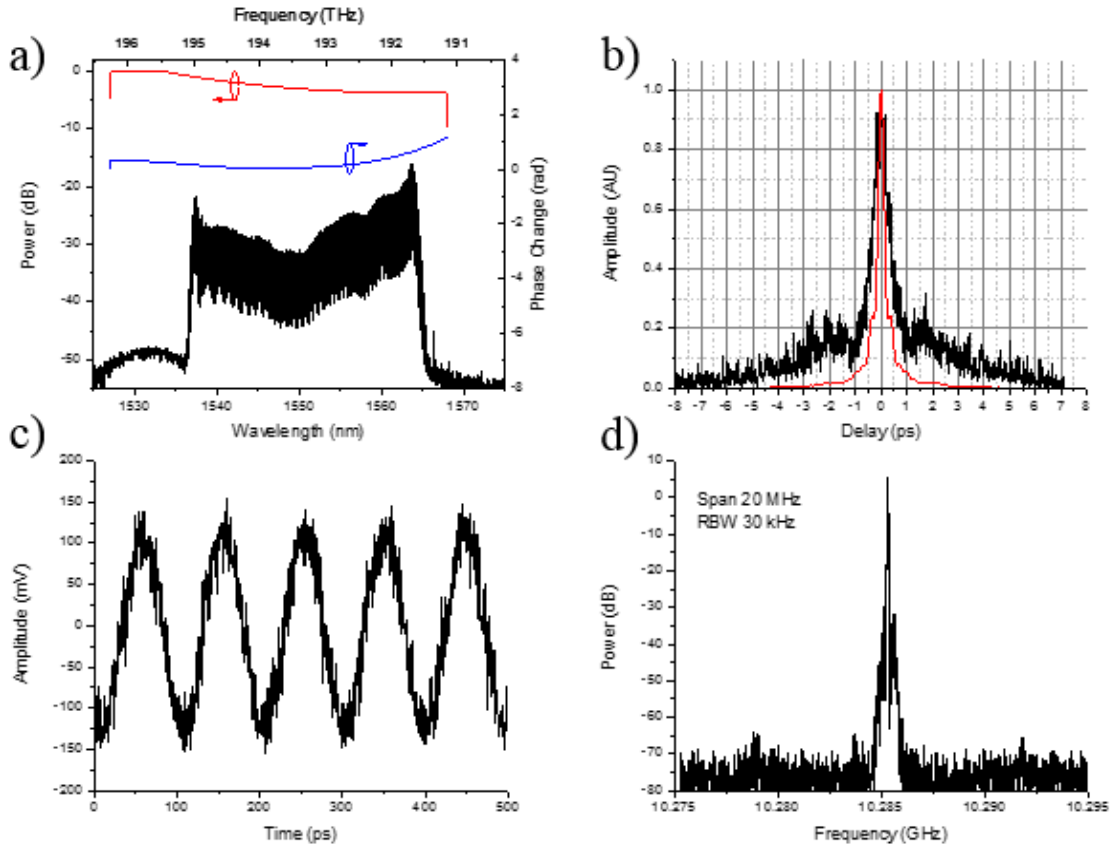 a)
Frequency (THz)
196 195 194 193 192 191
0
-10
-20
-30
-40
-50
Power (dB)
4
2
0
-2
-4
-6
-8
Phase Change (rad)
1530 1540 1550 1560 1570
Wavelength (nm)
b)
1.0
0.8
0.6
0.4
0.2
0.0
Amplitude (AU)
-8 -7 -6 -5 -4 -3 -2 -1 0 1 2 3 4 5 6 7 8
Delay (ps)
c)
200
150
100
50
0
-50
-100
-150
-200
Amplitude (mV)
0 100 200 300 400 500
Time (ps)
d)
10
0
-10
-20
-30
-40
-50
-60
-70
-80
Power (dB)
Span 20 MHz
RBW 30 kHz
10.275 10.280 10.285 10.290 10.295
Frequency (GHz)